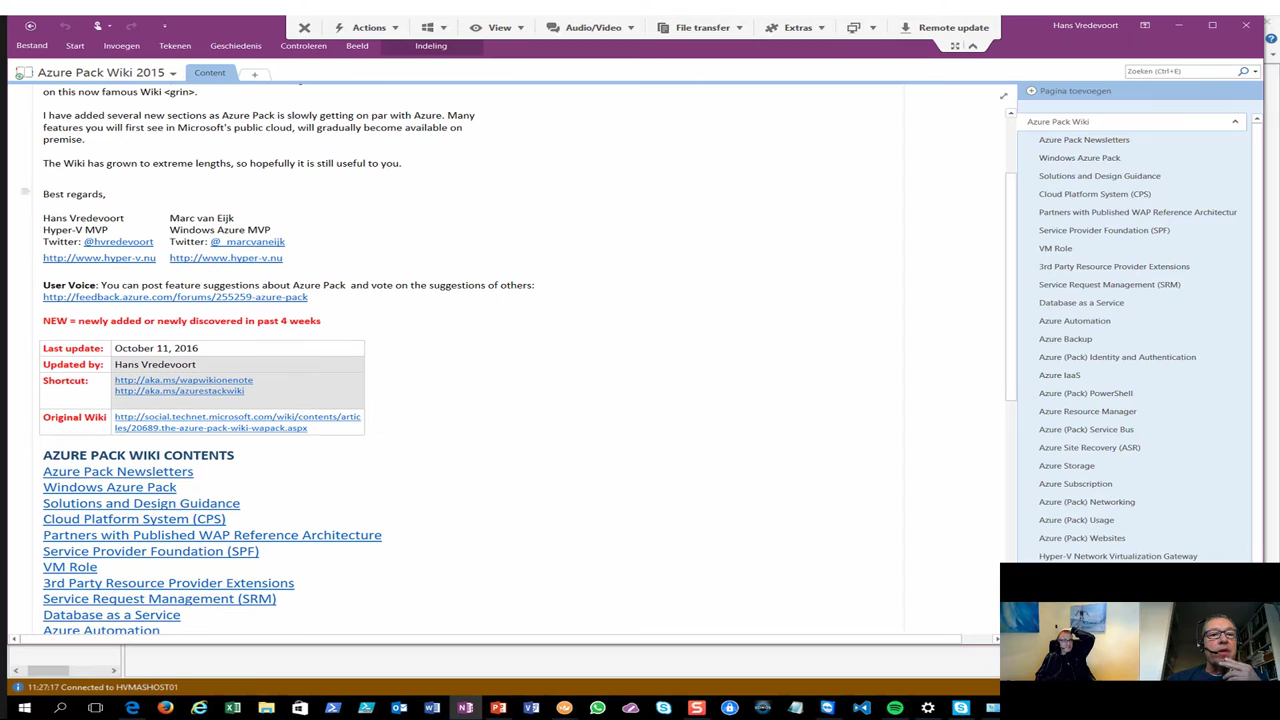 Actions
View
Audio/Video
File transfer
Extras
Remote update
Hans Vredevoort
Bestand
Start
Invoegen
Tekenen
Geschiedenis
Controleren
Beeld
Indeling
Azure Pack Wiki 2015
Content
Zoeken (Ctrl+E)
on this now famous Wiki <grin>.
I have added several new sections as Azure Pack is slowly getting on par with Azure. Many
features you will first see in Microsoft's public cloud, will gradually become available on
premise.
The Wiki has grown to extreme lengths, so hopefully it is still useful to you.
Best regards,
Hans Vredevoort Marc van Eijk
Hyper-V MVP Windows Azure MVP
Twitter: @hvredevoort Twitter: @_marcvaneijk
http://www.hyper-v.nu http://www.hyper-v.nu
User Voice: You can post feature suggestions about Azure Pack and vote on the suggestions of others:
http://feedback.azure.com/forums/255259-azure-pack
NEW = newly added or newly discovered in past 4 weeks
Last update: October 11, 2016
Updated by: Hans Vredevoort
Shortcut: http://aka.ms/wapwikionenote
http://aka.ms/azurestackwiki
Original Wiki http://social.technet.microsoft.com/wiki/contents/artic
les/20689.the-azure-pack-wiki-wapack.aspx
AZURE PACK WIKI CONTENTS
Azure Pack Newsletters
Windows Azure Pack
Solutions and Design Guidance
Cloud Platform System (CPS)
Partners with Published WAP Reference Architecture
Service Provider Foundation (SPF)
VM Role
3rd Party Resource Provider Extensions
Service Request Management (SRM)
Database as a Service
Azure Automation
Pagina toevoegen
Azure Pack Wiki
Azure Pack Newsletters
Windows Azure Pack
Solutions and Design Guidance
Cloud Platform System (CPS)
Partners with Published WAP Reference Architectur
Service Provider Foundation (SPF)
VM Role
3rd Party Resource Provider Extensions
Service Request Management (SRM)
Database as a Service
Azure Automation
Azure Backup
Azure (Pack) Identity and Authentication
Azure IaaS
Azure (Pack) PowerShell
Azure Resource Manager
Azure (Pack) Service Bus
Azure Site Recovery (ASR)
Azure Storage
Azure Subscription
Azure (Pack) Networking
Azure (Pack) Usage
Azure (Pack) Websites
Hyper-V Network Virtualization Gateway
11:27:17 Connected to HVMASHOST01